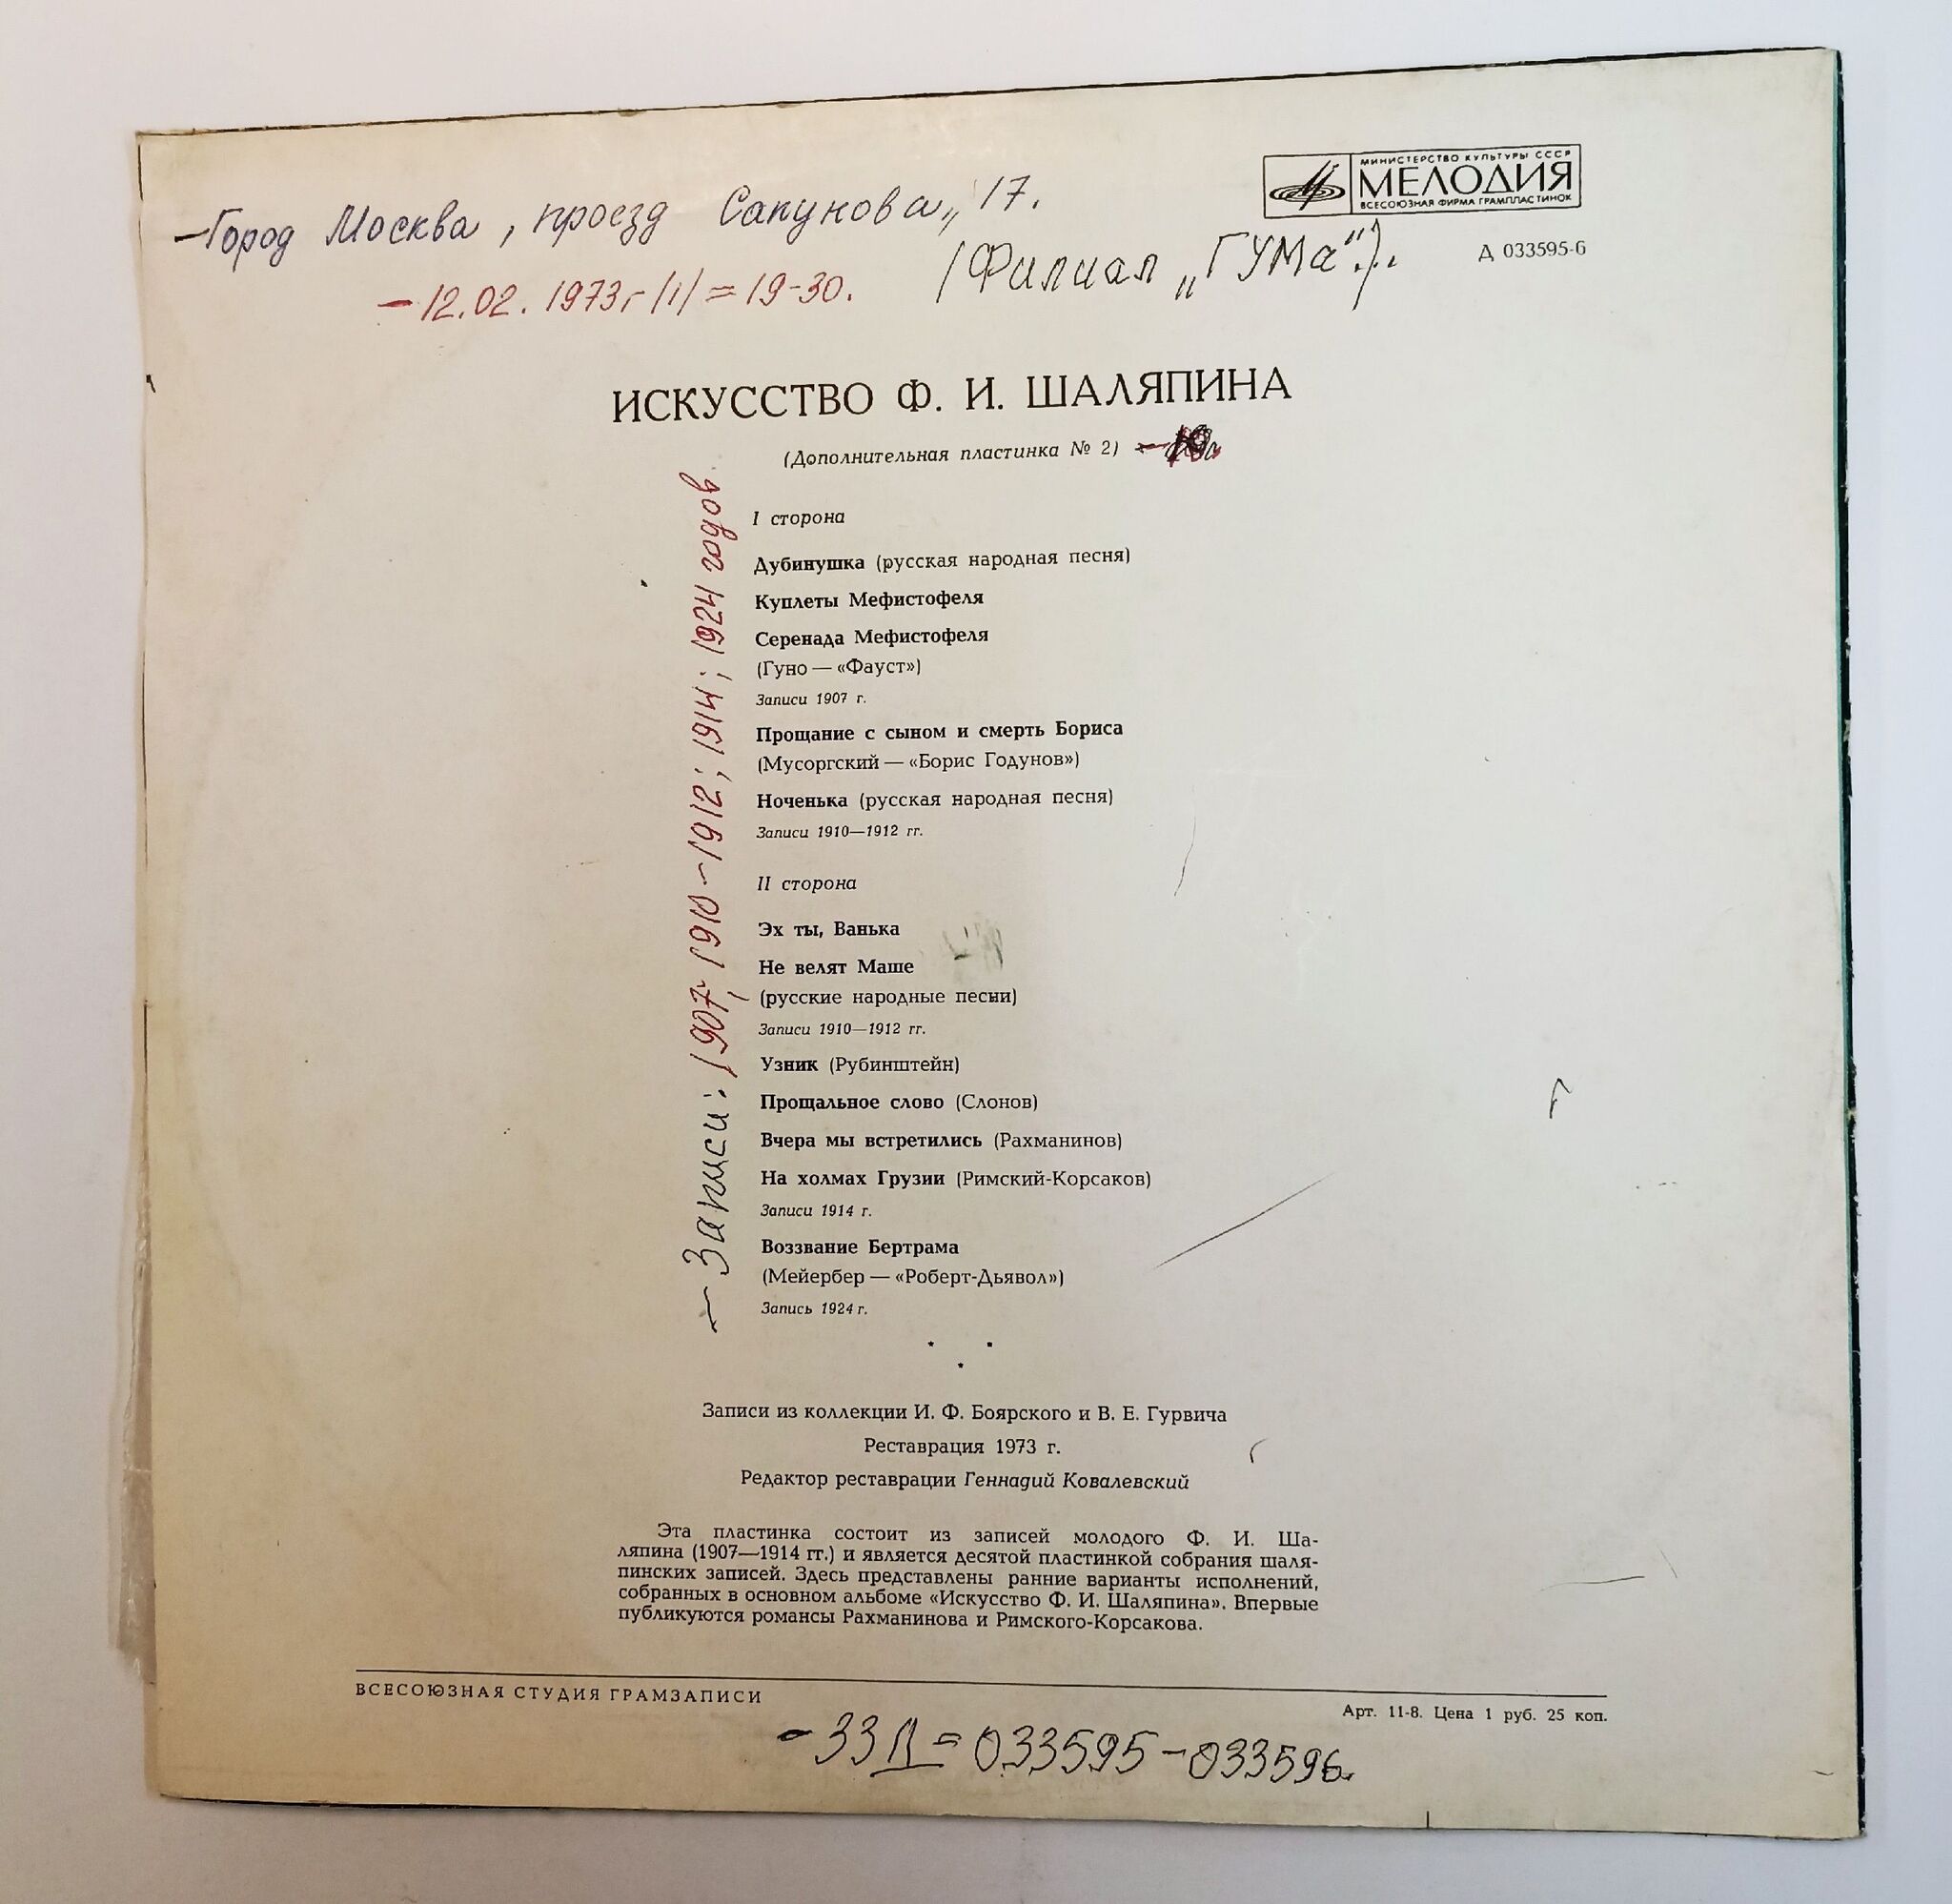 МИНИСТЕРСТВО КУЛЬТУРЫ СССР
МЕЛОДИЯ
ВСЕСОЮЗНАЯ ФИРМА ГРАМПЛАСТИНОК
Д 033595-6
–Город Москва, проезд Сапунова,, 17.
(Филиал „ГУМа“).
– 12.02. 1973г /1/ = 19-30.
ИСКУССТВО Ф. И. ШАЛЯПИНА
(Дополнительная пластинка № 2)
– Записи: 1907; 1910-1912; 1914; 1924 годов
I сторона
Дубинушка (русская народная песня)
Куплеты Мефистофеля
Серенада Мефистофеля
(Гуно — «Фауст»)
Записи 1907 г.
Прощание с сыном и смерть Бориса
(Мусоргский — «Борис Годунов»)
Ноченька (русская народная песня)
Записи 1910—1912 гг.
II сторона
Эх ты, Ванька
Не велят Маше
(русские народные песни)
Записи 1910—1912 гг.
Узник (Рубинштейн)
Прощальное слово (Слонов)
Вчера мы встретились (Рахманинов)
На холмах Грузии (Римский-Корсаков)
Записи 1914 г.
Воззвание Бертрама
(Мейербер — «Роберт-Дьявол»)
Запись 1924 г.
Записи из коллекции И. Ф. Боярского и В. Е. Гурвича
Реставрация 1973 г.
Редактор реставрации Геннадий Ковалевский
Эта пластинка состоит из записей молодого Ф. И. Ша-
ляпина (1907—1914 гг.) и является десятой пластинкой собрания шаля-
пинских записей. Здесь представлены ранние варианты исполнений,
собранных в основном альбоме «Искусство Ф. И. Шаляпина». Впервые
публикуются романсы Рахманинова и Римского-Корсакова.
ВСЕСОЮЗНАЯ СТУДИЯ ГРАМЗАПИСИ
Арт. 11-8. Цена 1 руб. 25 коп.
– 33Д = 033595 – 033596.